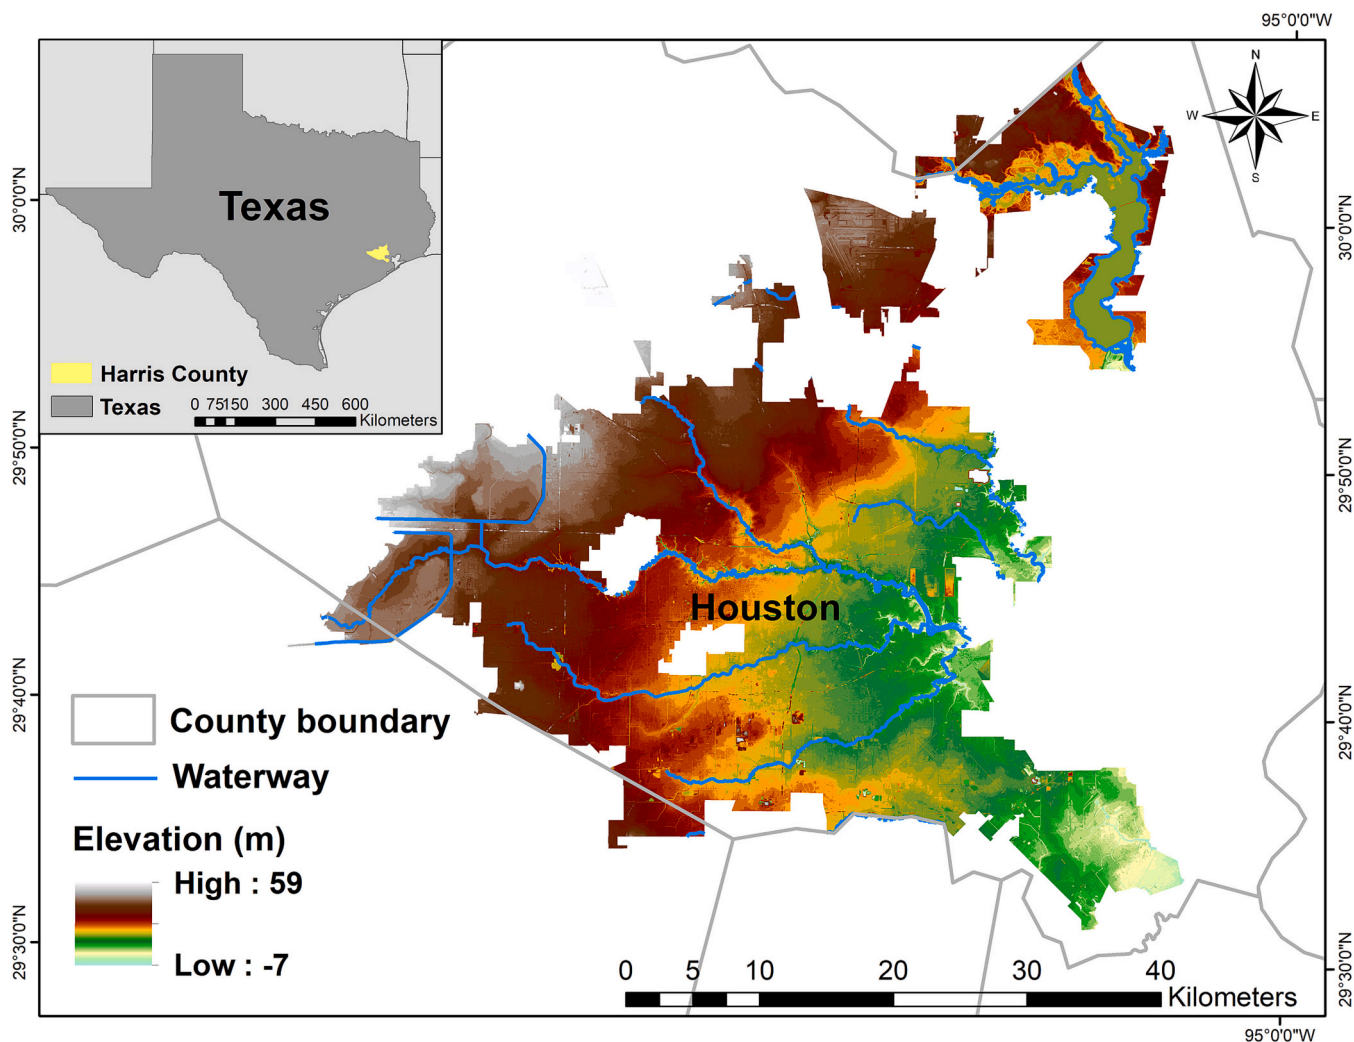 95°0'0"W
N
W E
S
Texas
Harris County
Texas
0 75150 300 450 600
Kilometers
30°0'0"N
30°0'0"N
29°50'0"N
29°50'0"N
Houston
29°40'0"N
29°40'0"N
County boundary
Waterway
Elevation (m)
High : 59
Low : -7
29°30'0"N
29°30'0"N
0 5 10 20 30 40
Kilometers
95°0'0"W